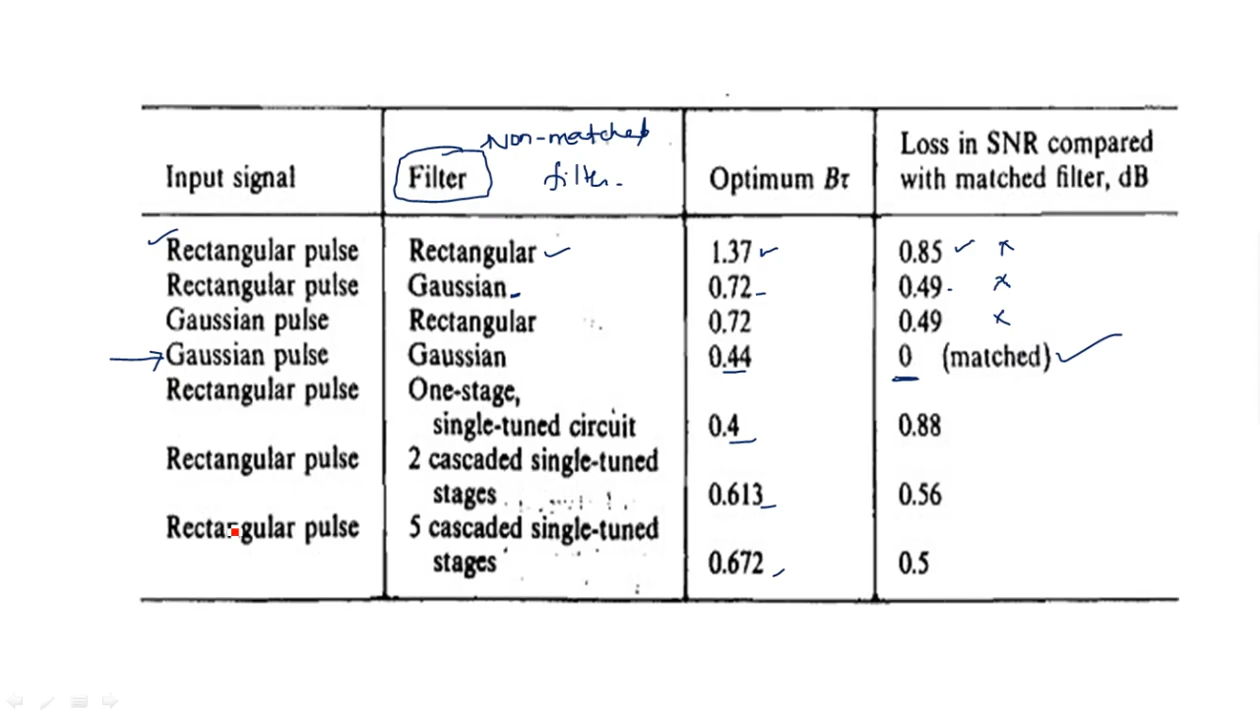 Input signal Filter Non-matched filter. Optimum Bτ Loss in SNR compared with matched filter, dB
Rectangular pulse Rectangular 1.37 0.85
Rectangular pulse Gaussian 0.72 0.49
Gaussian pulse Rectangular 0.72 0.49
Gaussian pulse Gaussian 0.44 0 (matched)
Rectangular pulse One-stage,
single-tuned circuit 0.4 0.88
Rectangular pulse 2 cascaded single-tuned
stages 0.613 0.56
Rectangular pulse 5 cascaded single-tuned
stages 0.672 0.5